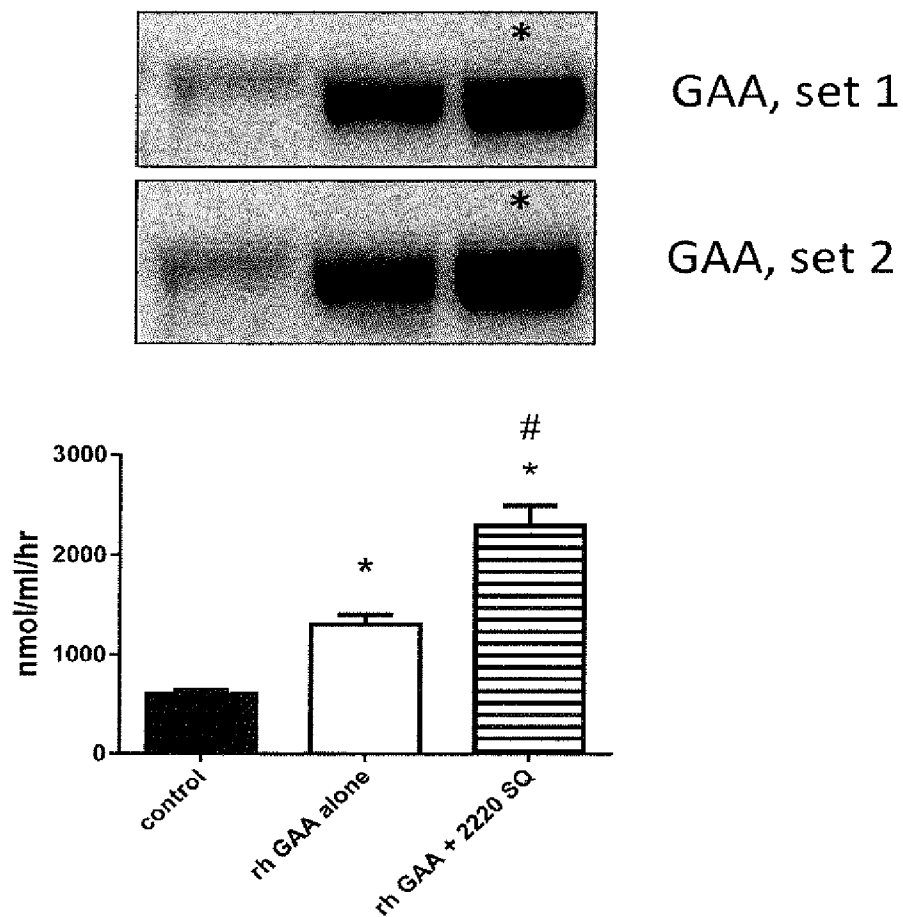 *
GAA, set 1
*
GAA, set 2
#
*
*
3000
2000
1000
0
nmol/ml/hr
control
rh GAA alone
rh GAA + 2220 SQ